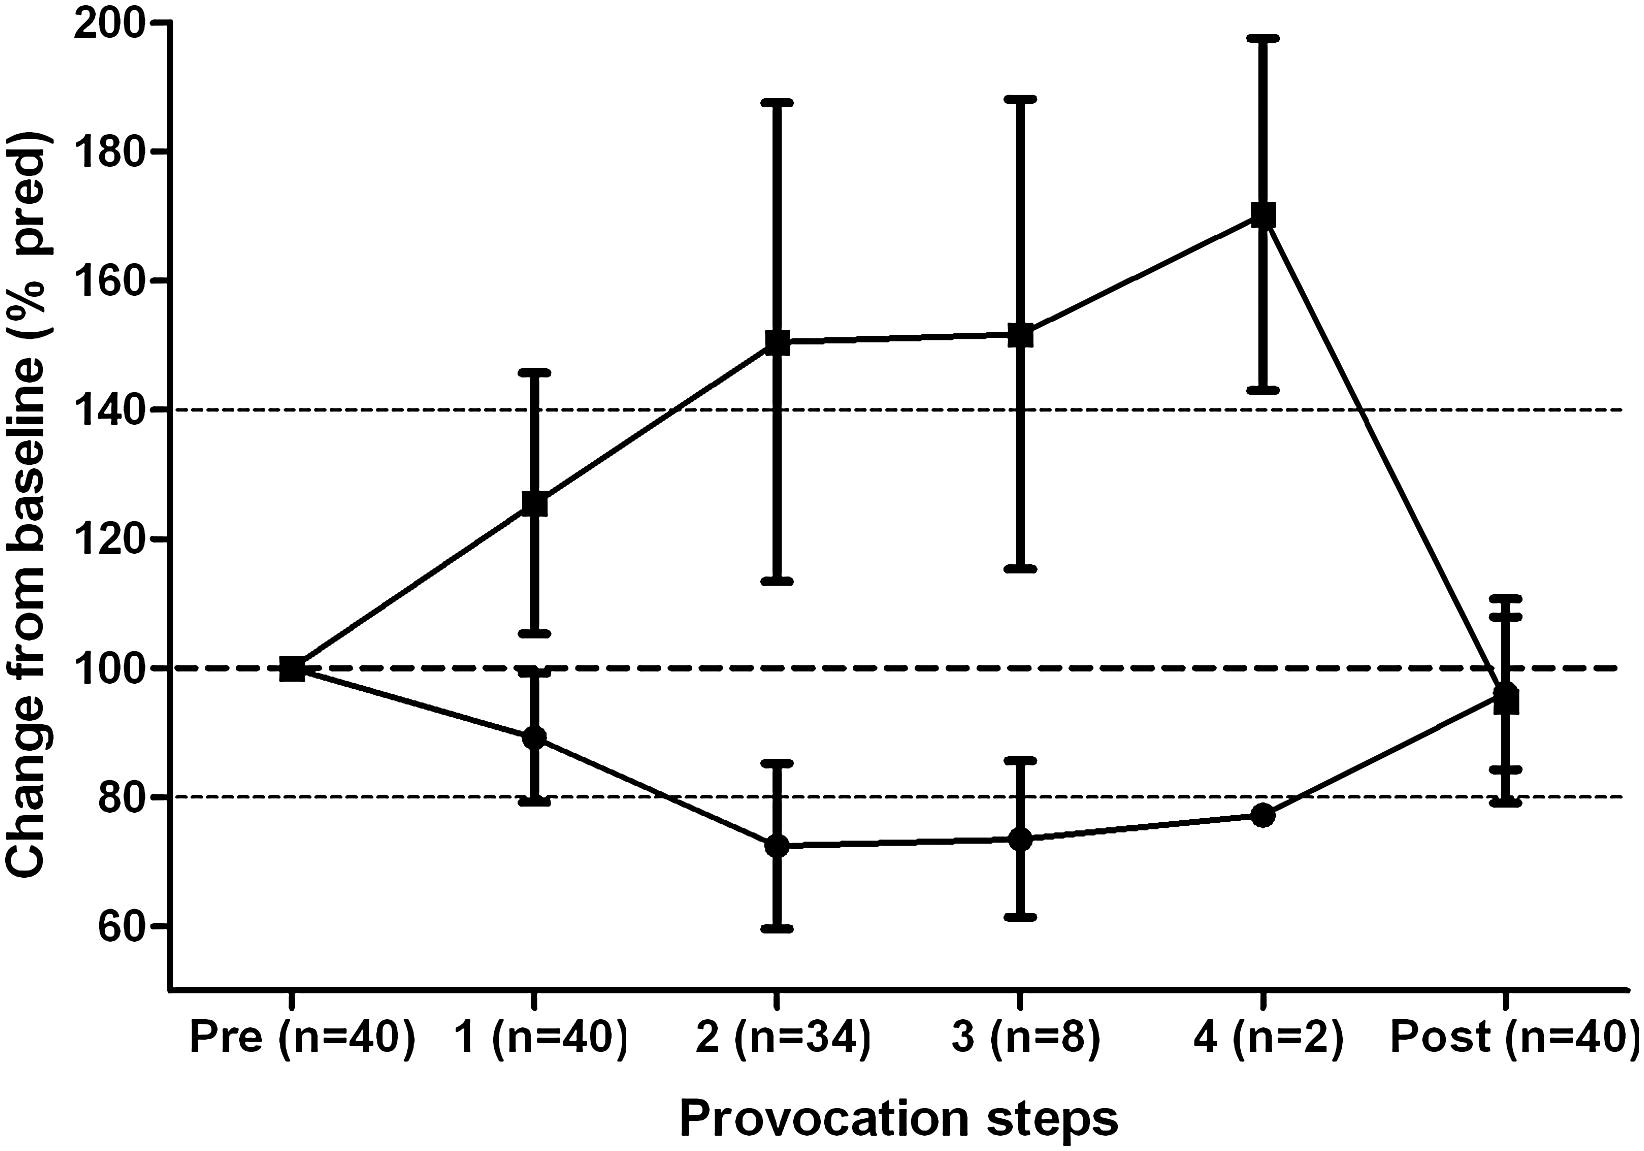 Change from baseline (% pred)
200
180
160
140
120
100
80
60
Pre (n=40) 1 (n=40) 2 (n=34) 3 (n=8) 4 (n=2) Post (n=40)
Provocation steps